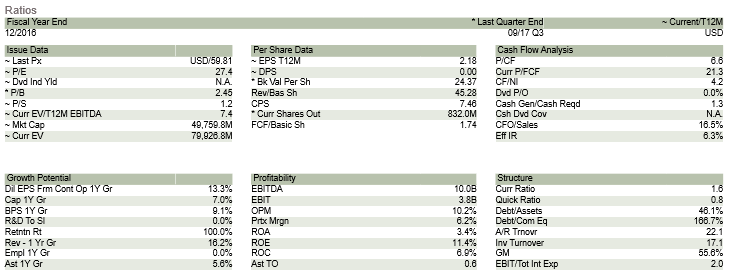 Ratios
Fiscal Year End * Last Quarter End ~ Current/T12M
12/2016 09/17 Q3 USD
Issue Data Per Share Data Cash Flow Analysis
~ Last Px USD/59.81 ~ EPS T12M 2.18 P/CF 6.6
~ P/E 27.4 ~ DPS 0.00 Curr P/FCF 21.3
~ Dvd Ind Yld N.A. * Bk Val Per Sh 24.37 CF/NI 4.2
* P/B 2.45 Rev/Bas Sh 45.28 Dvd P/O 0.0%
~ P/S 1.2 CPS 7.46 Cash Gen/Cash Reqd 1.3
~ Curr EV/T12M EBITDA 7.4 * Curr Shares Out 832.0M Csh Dvd Cov N.A.
~ Mkt Cap 49,759.8M FCF/Basic Sh 1.74 CFO/Sales 16.5%
~ Curr EV 79,926.8M Eff IR 6.3%
Growth Potential Profitability Structure
Dil EPS Frm Cont Op 1Y Gr 13.3% EBITDA 10.0B Curr Ratio 1.6
Cap 1Y Gr 7.0% EBIT 3.8B Quick Ratio 0.8
BPS 1Y Gr 9.1% OPM 10.2% Debt/Assets 46.1%
R&D To Sl 0.0% Prtx Mrgn 6.2% Debt/Com Eq 166.7%
Retntn Rt 100.0% ROA 3.4% A/R Trnovr 22.1
Rev - 1 Yr Gr 16.2% ROE 11.4% Inv Turnover 17.1
Empl 1Y Gr 0.0% ROC 6.9% GM 55.6%
Ast 1Y Gr 5.6% Ast TO 0.6 EBIT/Tot Int Exp 2.0